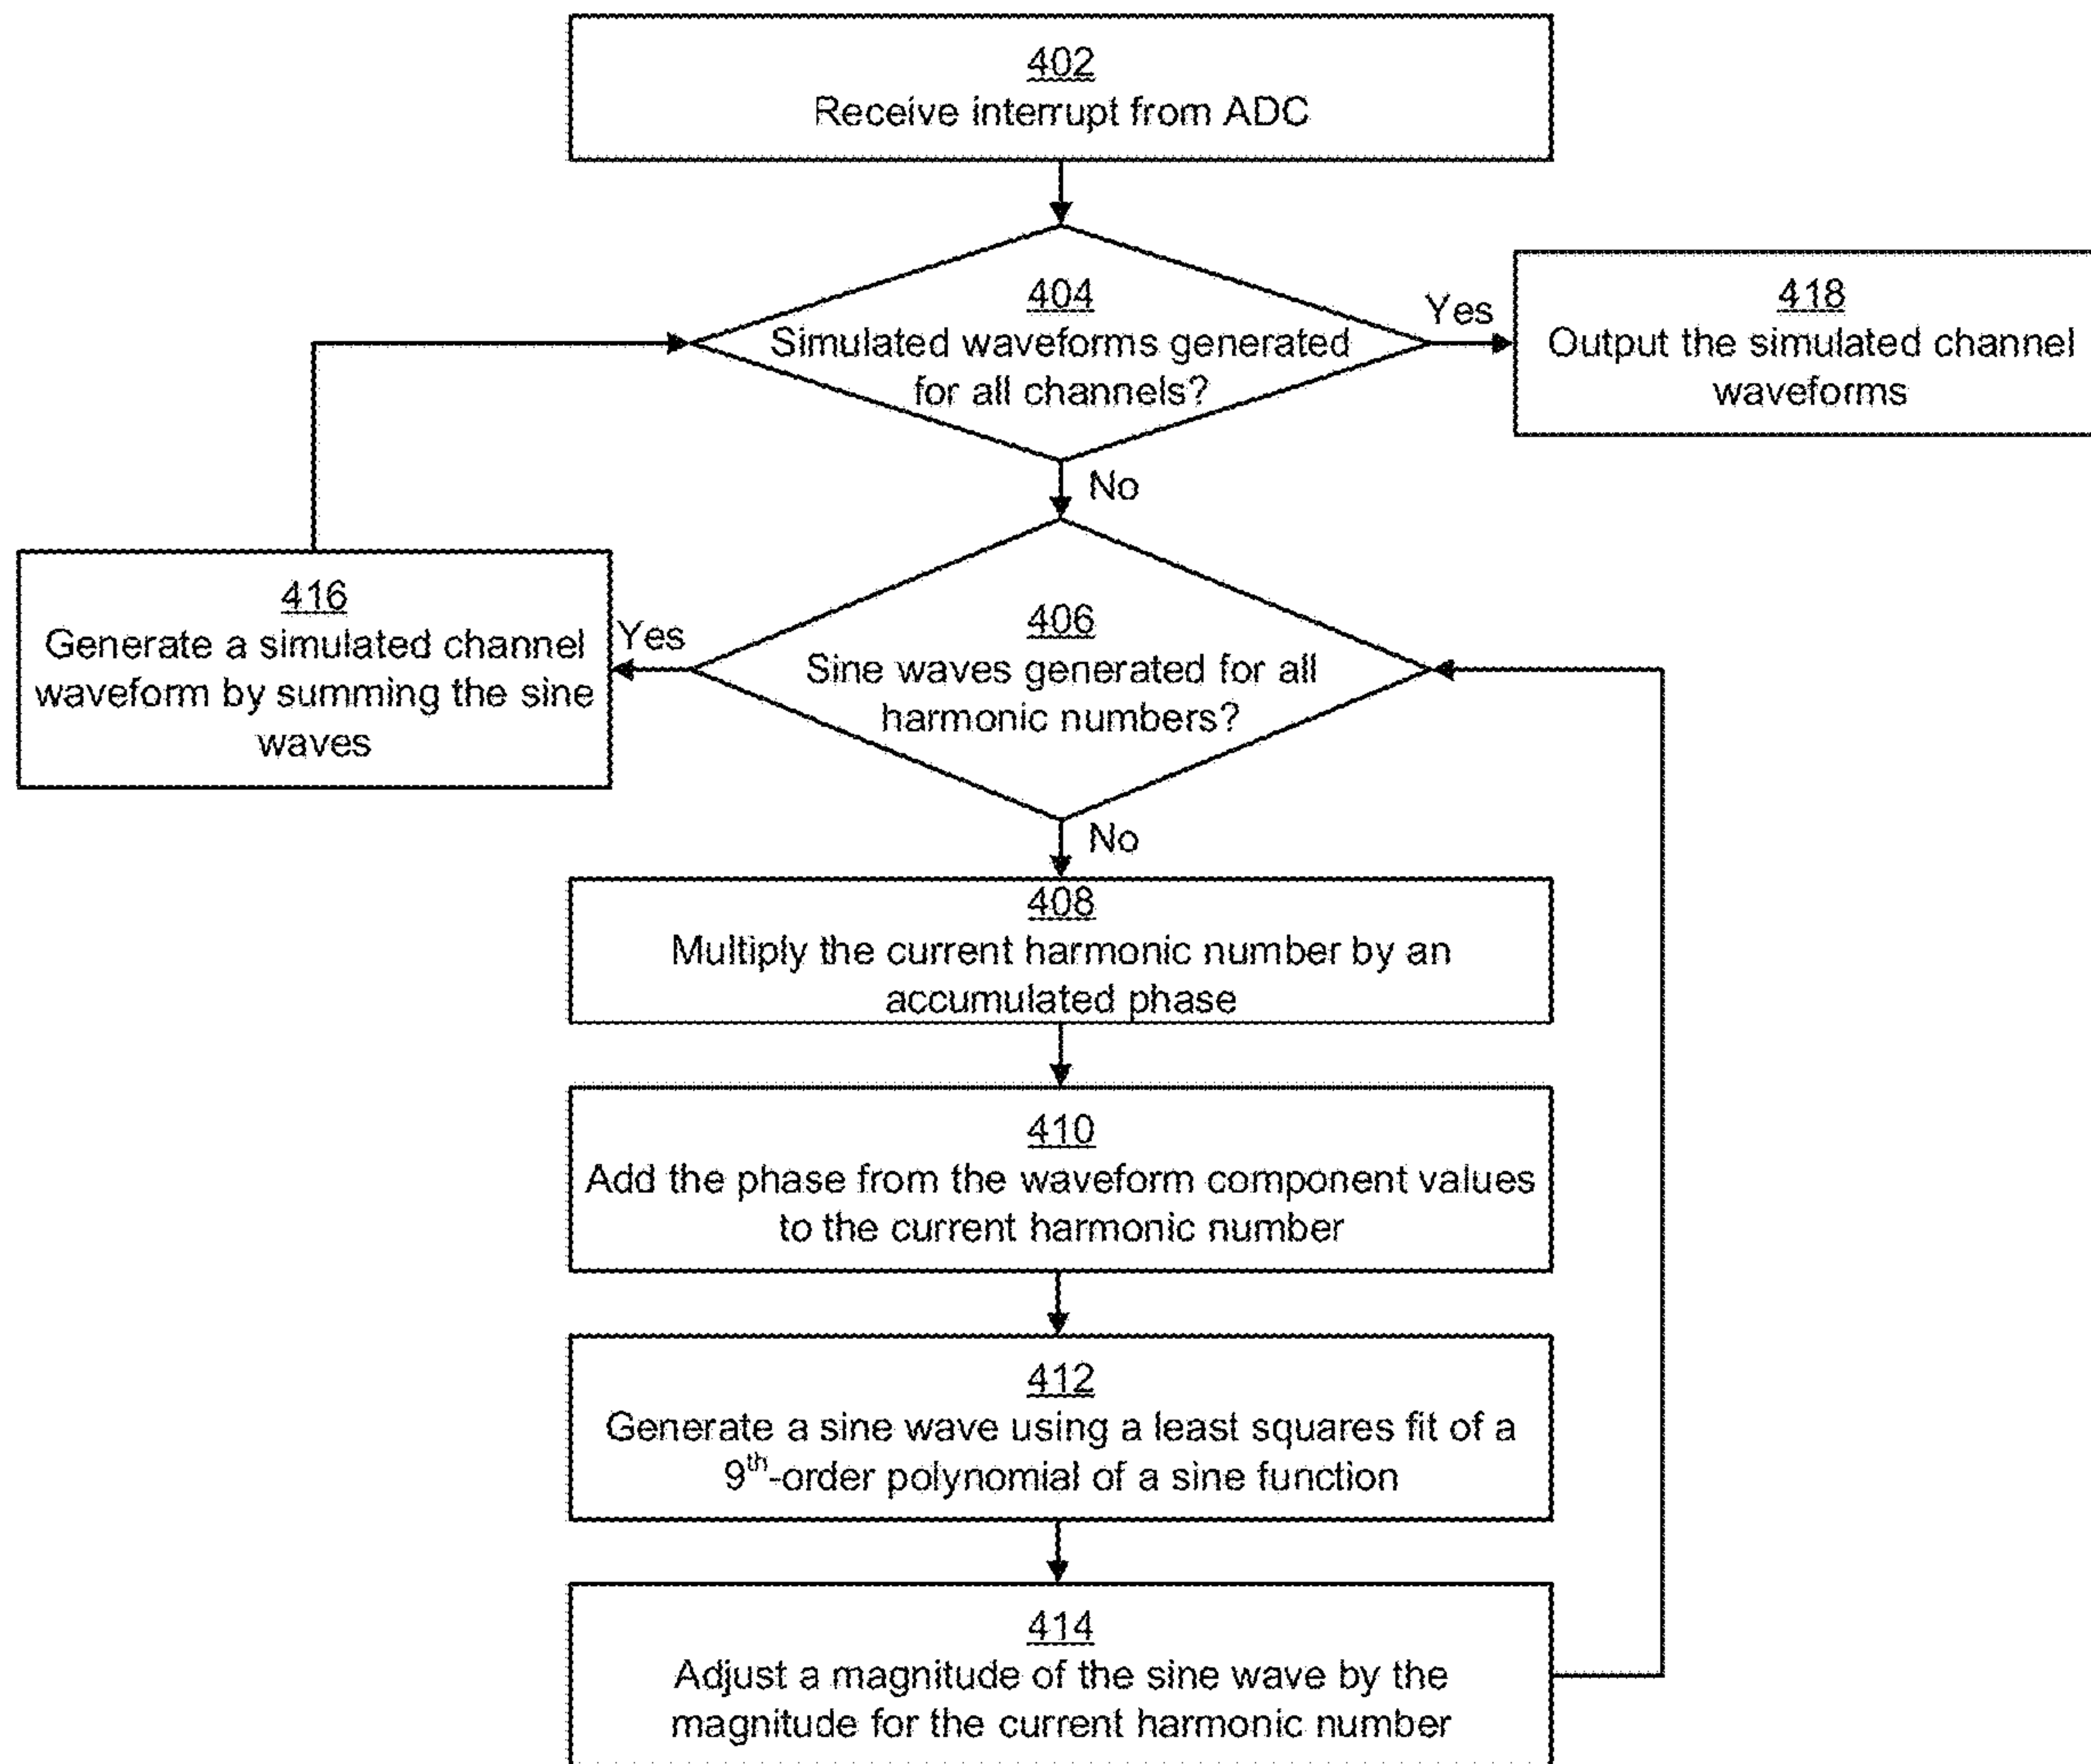 402
Receive interrupt from ADC
404
Simulated waveforms generated
for all channels?
Yes
418
Output the simulated channel
waveforms
No
416
Generate a simulated channel
waveform by summing the sine
waves
Yes
406
Sine waves generated for all
harmonic numbers?
No
408
Multiply the current harmonic number by an
accumulated phase
410
Add the phase from the waveform component values
to the current harmonic number
412
Generate a sine wave using a least squares fit of a
9th-order polynomial of a sine function
414
Adjust a magnitude of the sine wave by the
magnitude for the current harmonic number